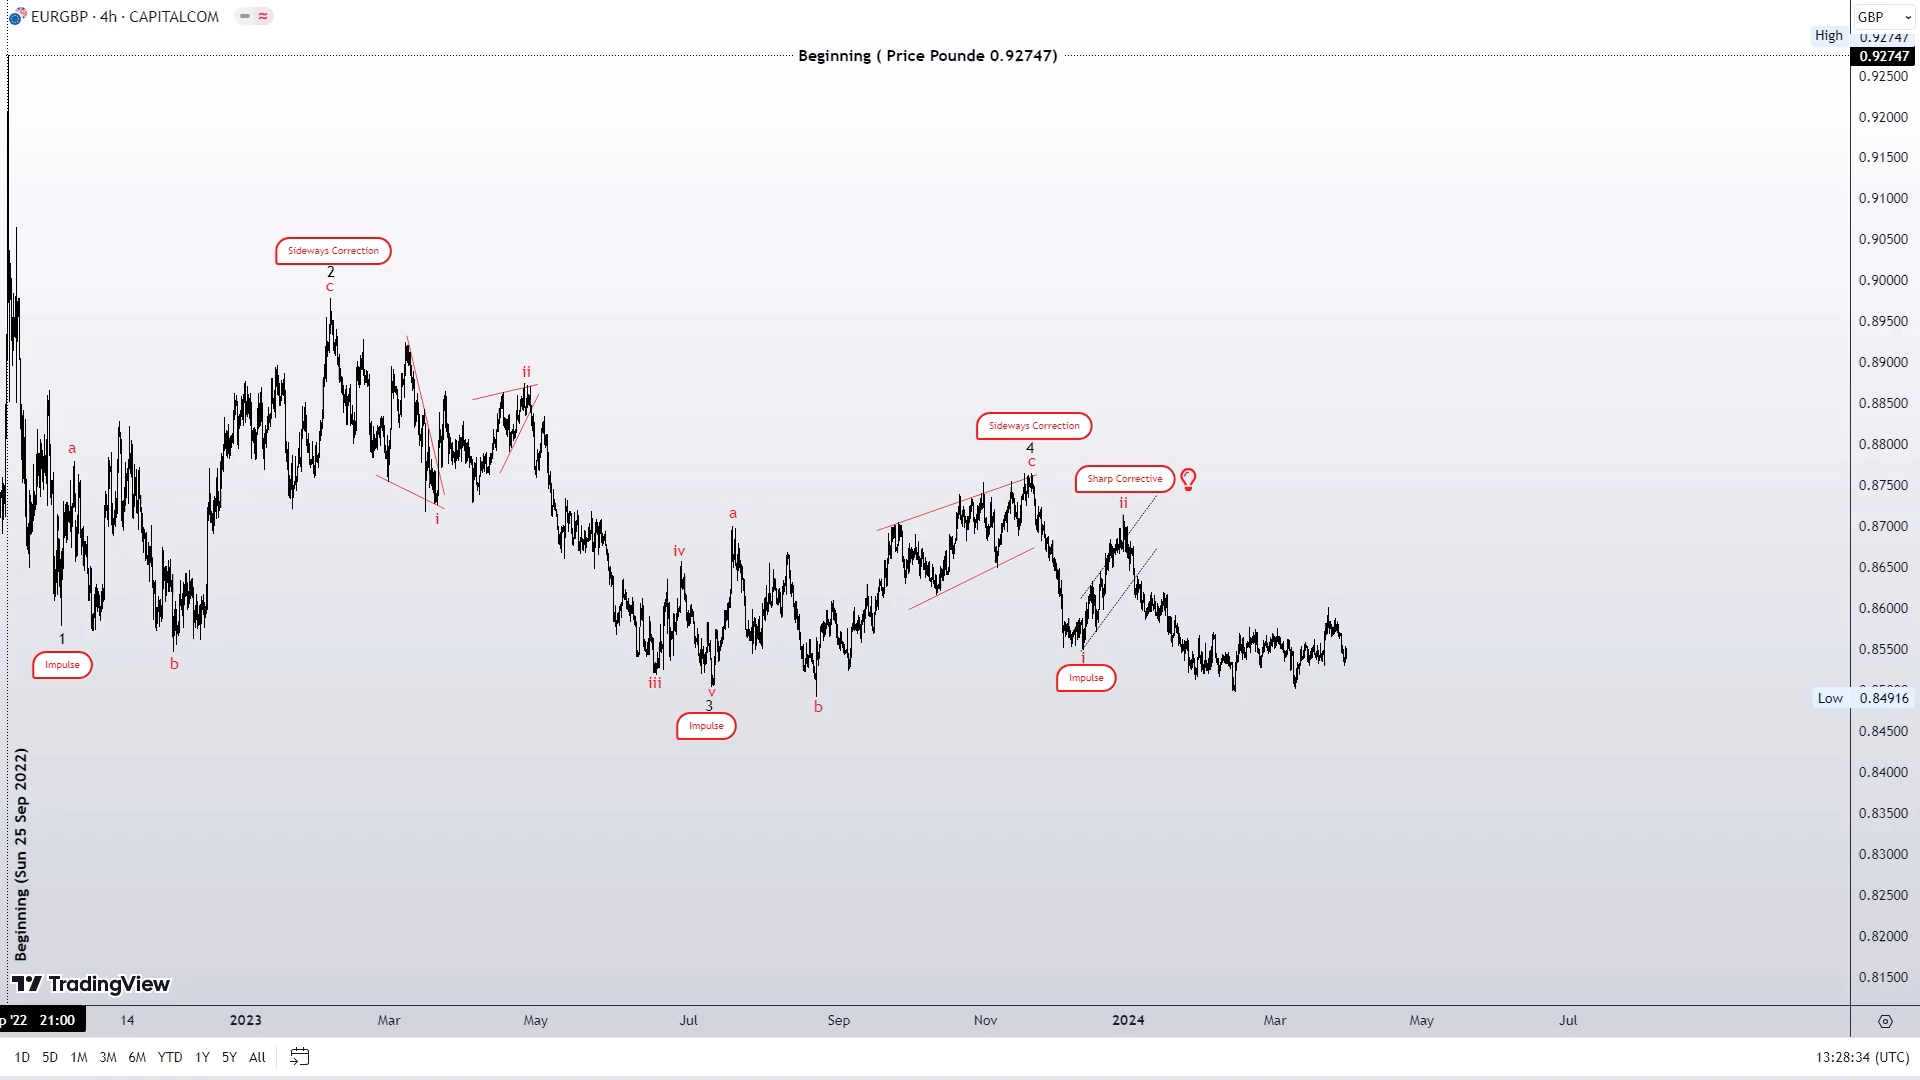 EURGBP · 4h · CAPITALCOM
GBP
High 0.92747
Beginning ( Price Pounde 0.92747)
0.92747
0.92500
0.92000
0.91500
0.91000
0.90500
0.90000
0.89500
0.89000
0.88500
0.88000
0.87500
0.87000
0.86500
0.86000
0.85500
Low 0.84916
0.84500
0.84000
0.83500
0.83000
0.82500
0.82000
0.81500
Sideways Correction
2
c
ii
a
i
1
Impulse
b
iv
a
iii
v
3
Impulse
b
Sideways Correction
4
c
Sharp Corrective
ii
i
Impulse
Beginning (Sun 25 Sep 2022)
TradingView
p '22 21:00
14
2023
Mar
May
Jul
Sep
Nov
2024
Mar
May
Jul
1D 5D 1M 3M 6M YTD 1Y 5Y All
13:28:34 (UTC)